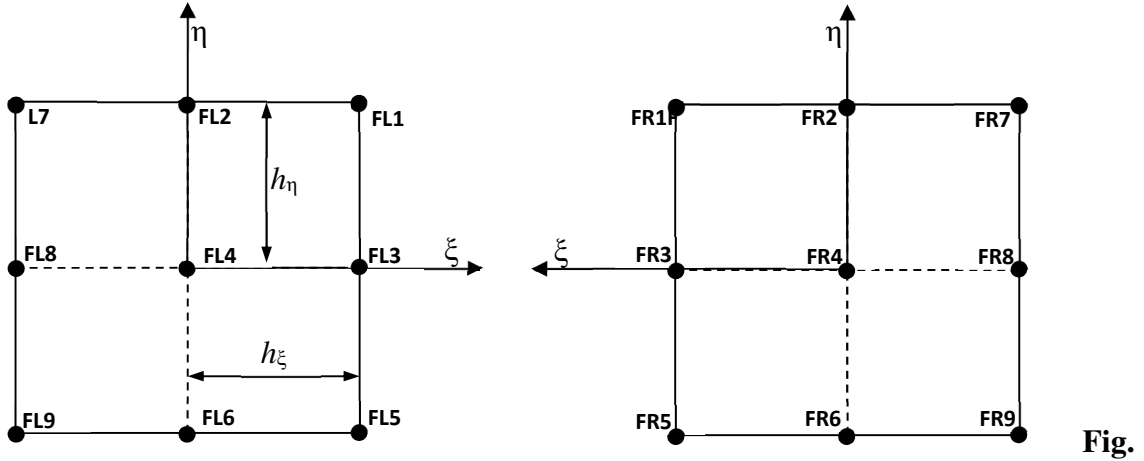 η η
L7 FL2 FL1 FR1F FR2 FR7
hη
FL8 FL4 FL3 ξ ξ FR3 FR4 FR8
hξ
FL9 FL6 FL5 FR5 FR6 FR9
Fig.